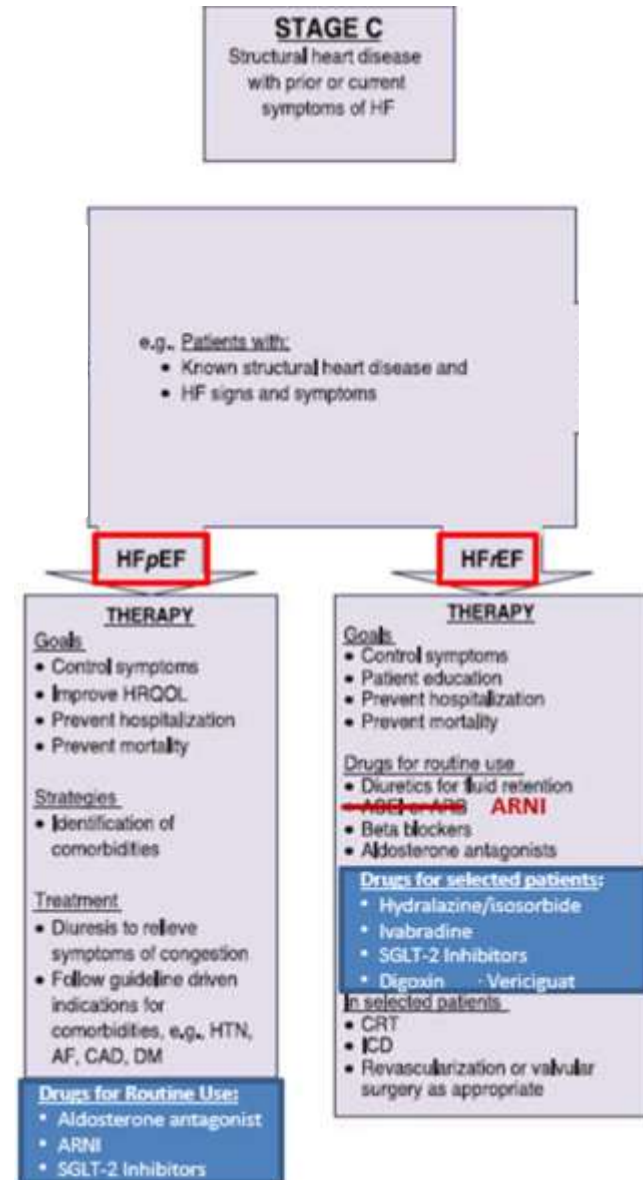 STAGE C
Structural heart disease
with prior or current
symptoms of HF
e.g., Patients with:
• Known structural heart disease and
• HF signs and symptoms
HFpEF
THERAPY
Goals
• Control symptoms
• Improve HRQOL
• Prevent hospitalization
• Prevent mortality
Strategies
• Identification of
comorbidities
Treatment
• Diuresis to relieve
symptoms of congestion
• Follow guideline driven
indications for
comorbidities, e.g., HTN,
AF, CAD, DM
Drugs for Routine Use:
• Aldosterone antagonist
• ARNI
• SGLT-2 Inhibitors
HFrEF
THERAPY
Goals
• Control symptoms
• Patient education
• Prevent hospitalization
• Prevent mortality
Drugs for routine use
• Diuretics for fluid retention
• ACEI or ARB ARNI
• Beta blockers
• Aldosterone antagonists
Drugs for selected patients:
• Hydralazine/isosorbide
• Ivabradine
• SGLT-2 Inhibitors
• Digoxin · Vericiguat
In selected patients
• CRT
• ICD
• Revascularization or valvular
surgery as appropriate